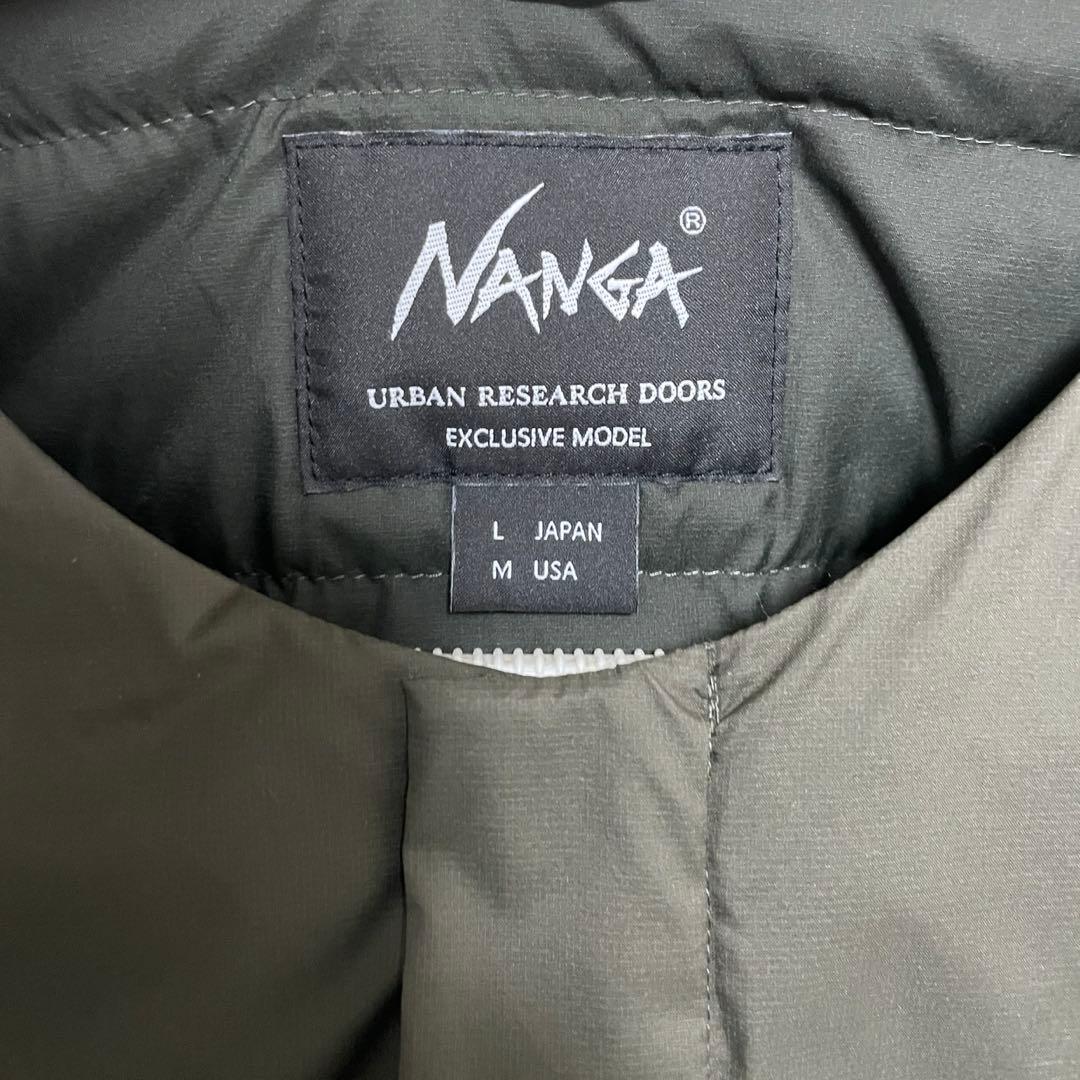 NANGA®
URBAN RESEARCH DOORS
EXCLUSIVE MODEL
L JAPAN
M USA